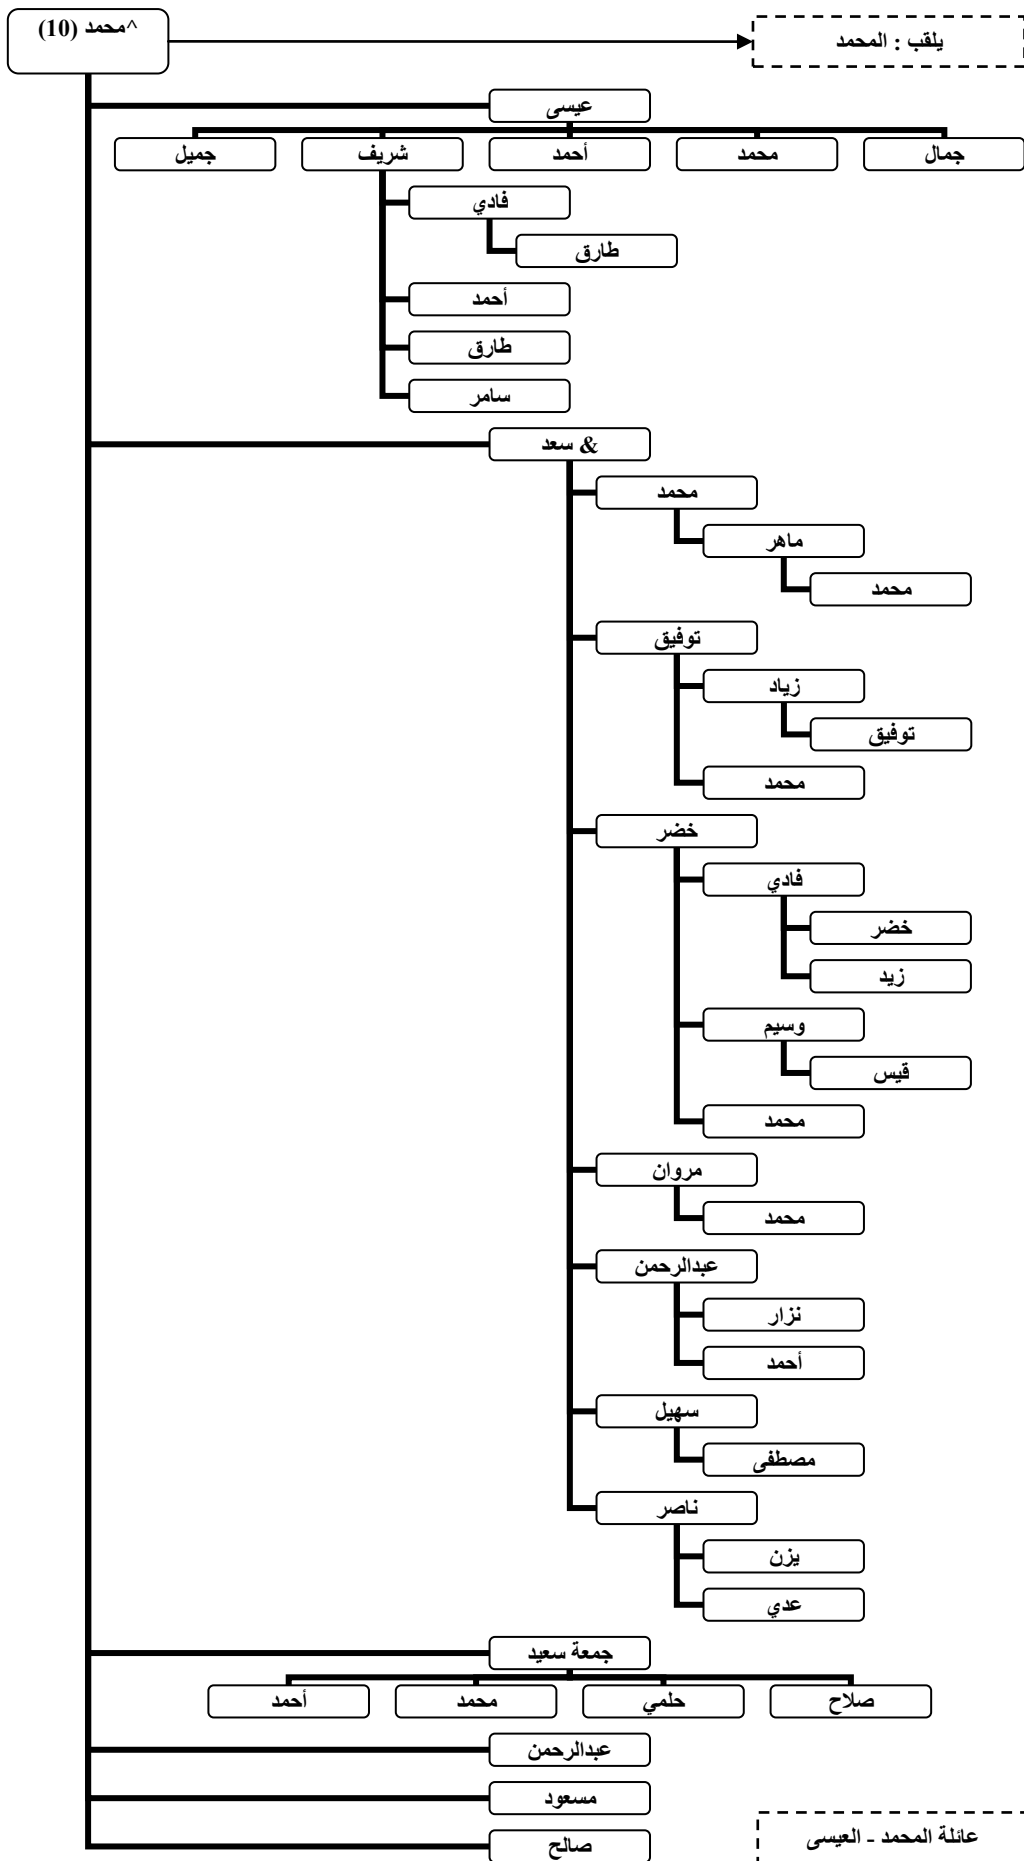 ^محمد (10)
يلقب : المحمد
عيسى
جمال
محمد
أحمد
شريف
جميل
فادي
طارق
أحمد
طارق
سامر
& سعد
محمد
ماهر
محمد
توفيق
زياد
توفيق
محمد
خضر
فادي
خضر
زيد
وسيم
قيس
محمد
مروان
محمد
عبدالرحمن
نزار
أحمد
سهيل
مصطفى
ناصر
يزن
عدي
جمعة سعيد
صلاح
حلمي
محمد
أحمد
عبدالرحمن
مسعود
صالح
عائلة المحمد - العيسى